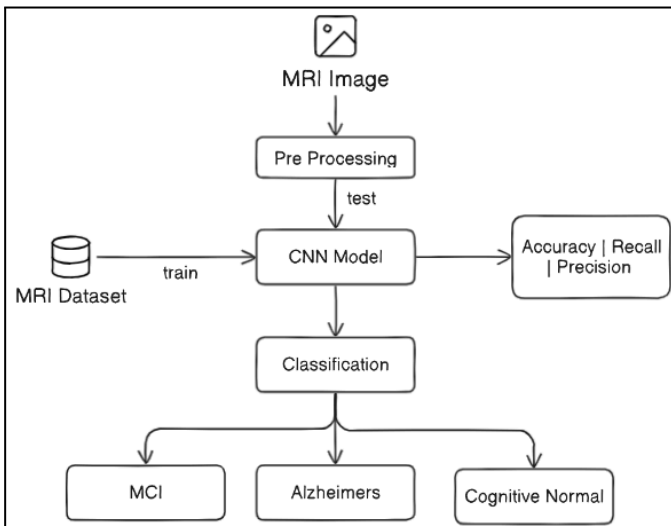 MRI Image
Pre Processing
test
CNN Model
train
MRI Dataset
Accuracy | Recall
| Precision
Classification
MCI
Alzheimers
Cognitive Normal